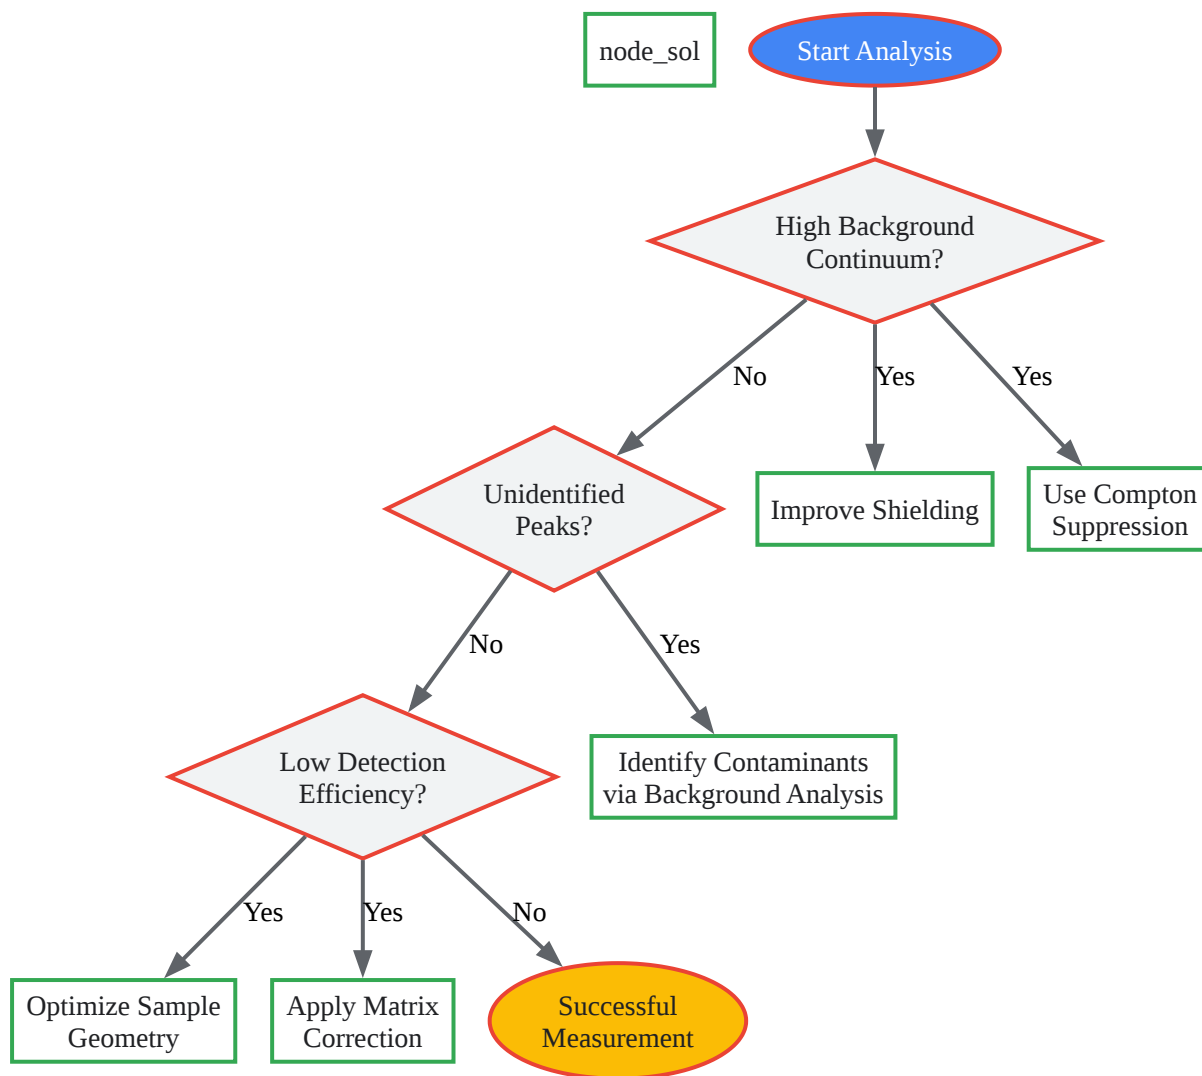 node_sol
Start Analysis
High Background
Continuum?
No
Yes
Yes
Unidentified
Peaks?
Improve Shielding
Use Compton
Suppression
No
Yes
Low Detection
Efficiency?
Identify Contaminants
via Background Analysis
Yes
Yes
No
Optimize Sample
Geometry
Apply Matrix
Correction
Successful
Measurement